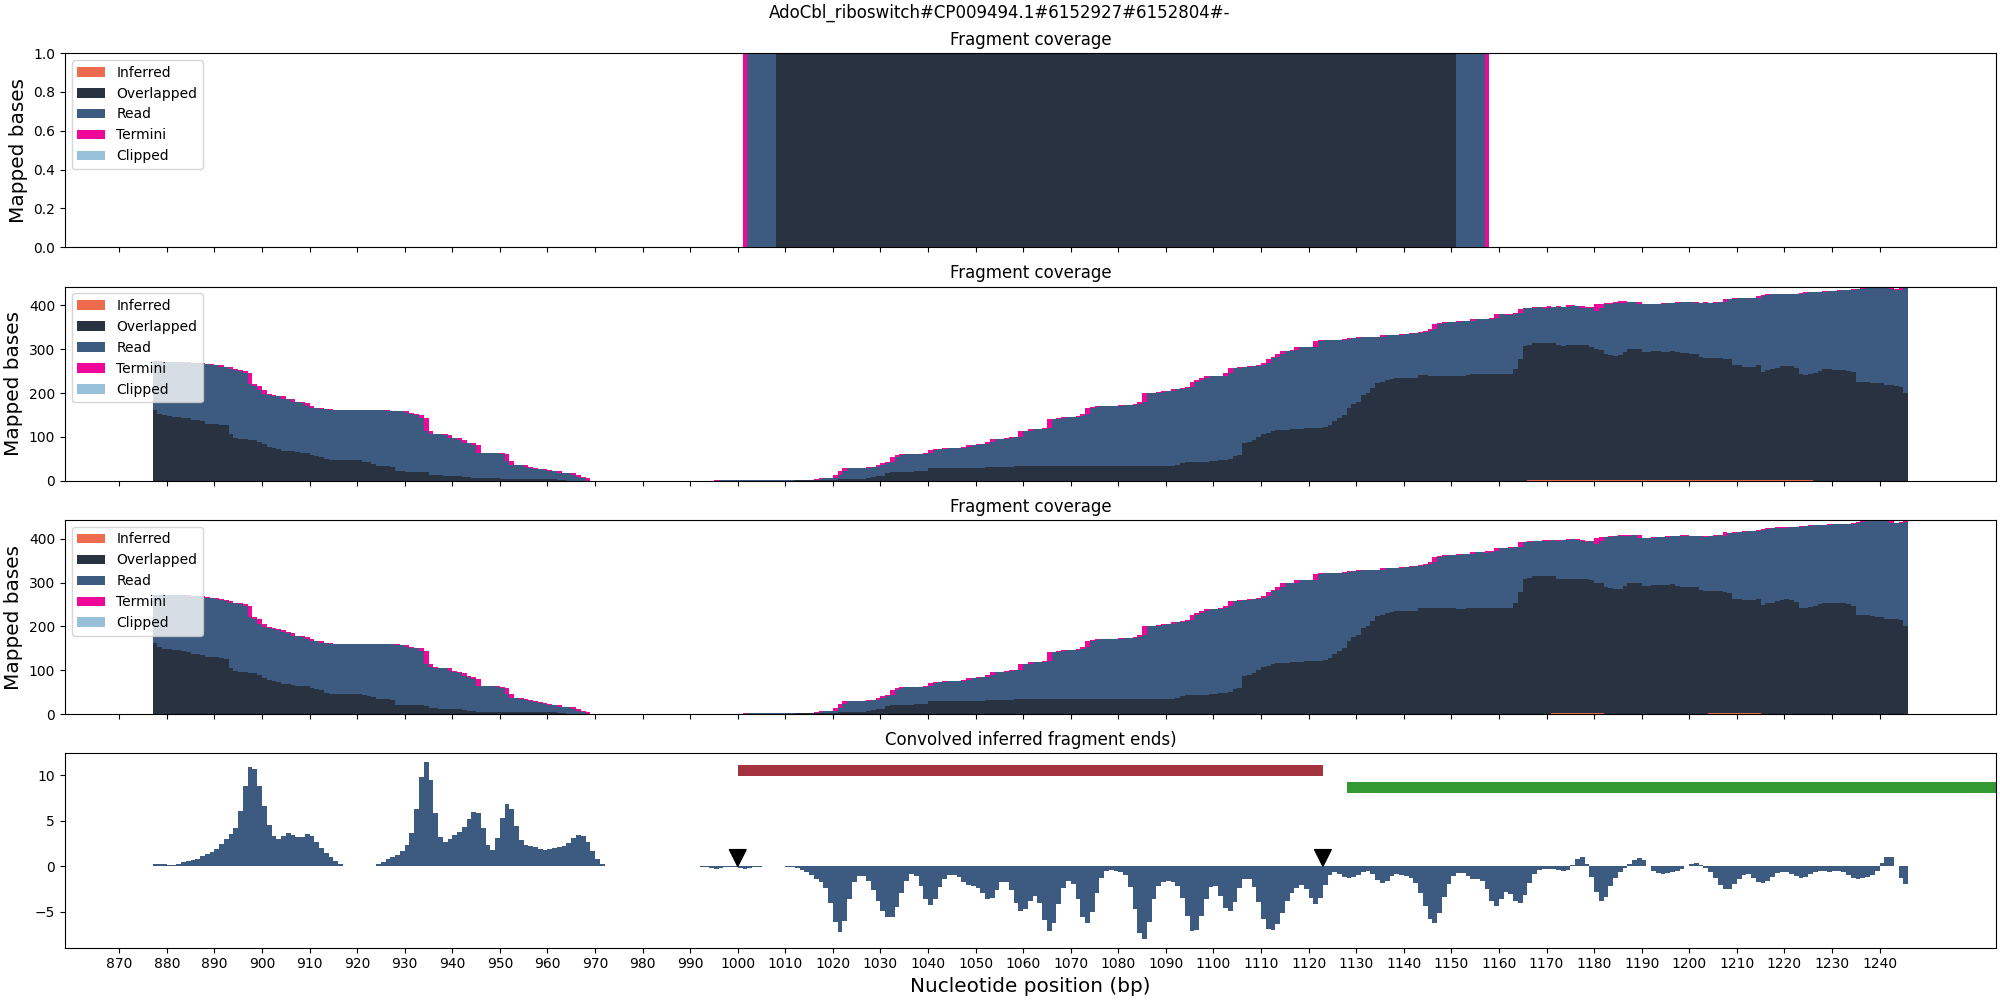 AdoCbl_riboswitch#CP009494.1#6152927#6152804#-
Fragment coverage
Mapped bases
1.0
0.8
0.6
0.4
0.2
0.0
Inferred
Overlapped
Read
Termini
Clipped
Fragment coverage
Mapped bases
400
300
200
100
0
Inferred
Overlapped
Read
Termini
Clipped
Fragment coverage
Mapped bases
400
300
200
100
0
Inferred
Overlapped
Read
Termini
Clipped
Convolved inferred fragment ends)
10
5
0
−5
870 880 890 900 910 920 930 940 950 960 970 980 990 1000 1010 1020 1030 1040 1050 1060 1070 1080 1090 1100 1110 1120 1130 1140 1150 1160 1170 1180 1190 1200 1210 1220 1230 1240
Nucleotide position (bp)